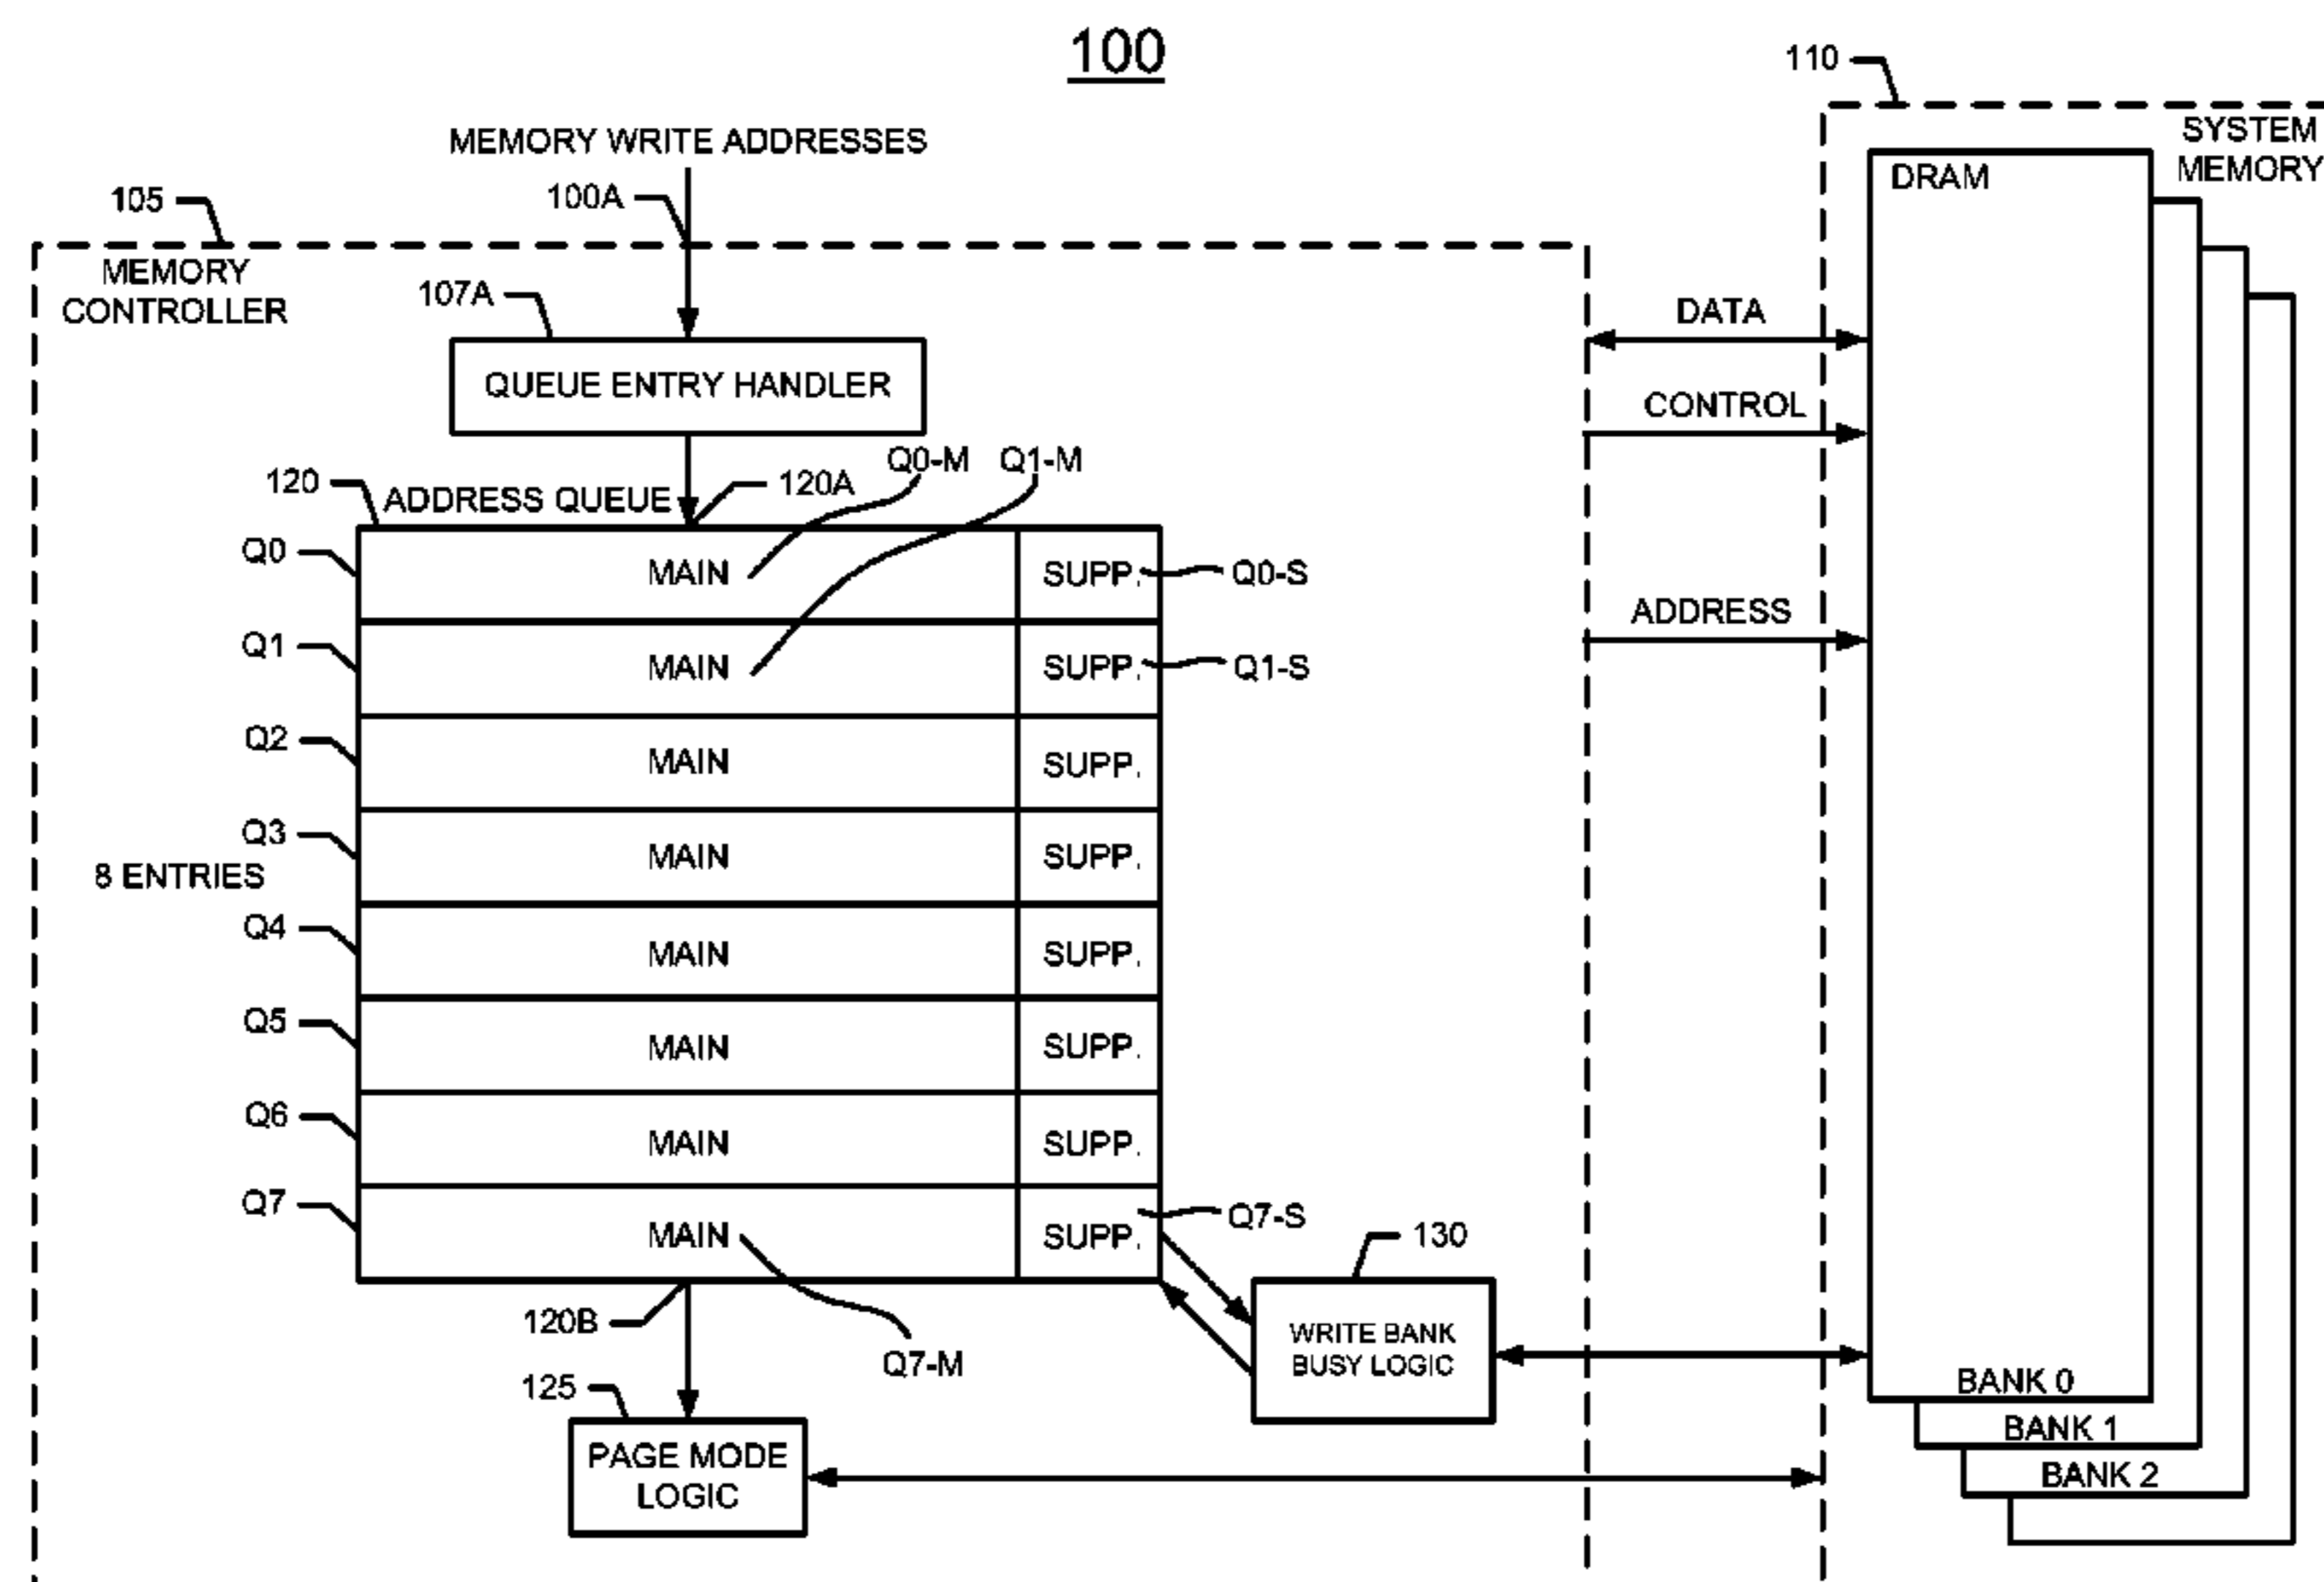 100
110
MEMORY WRITE ADDRESSES
SYSTEM
MEMORY
DRAM
105
100A
MEMORY
CONTROLLER
107A
DATA
QUEUE ENTRY HANDLER
CONTROL
Q0-M
Q1-M
120
ADDRESS QUEUE
120A
Q0
MAIN
SUPP.
Q0-S
ADDRESS
Q1
MAIN
SUPP.
Q1-S
Q2
MAIN
SUPP.
Q3
MAIN
SUPP.
8 ENTRIES
Q4
MAIN
SUPP.
Q5
MAIN
SUPP.
Q6
MAIN
SUPP.
Q7
MAIN
SUPP.
Q7-S
130
120B
Q7-M
WRITE BANK
BUSY LOGIC
125
BANK 0
BANK 1
BANK 2
PAGE MODE
LOGIC